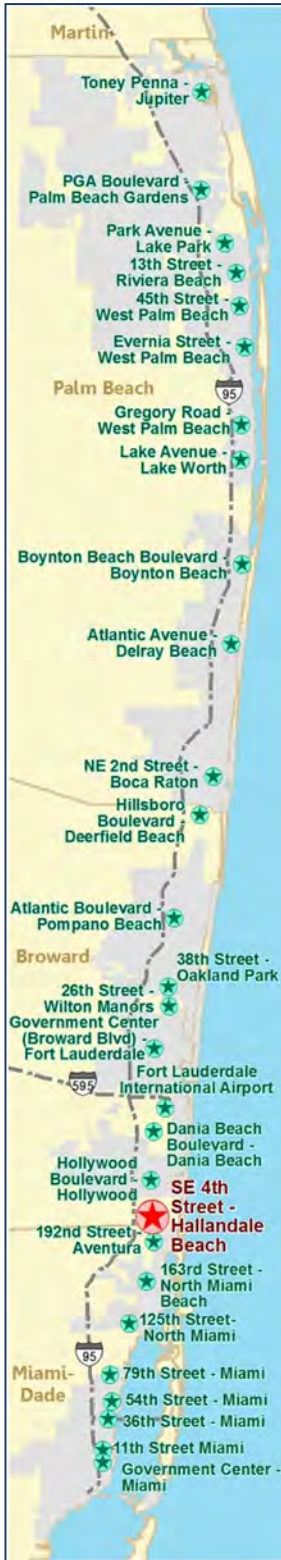 Martin
Toney Penna -
Jupiter
PGA Boulevard -
Palm Beach Gardens
Park Avenue -
Lake Park
13th Street -
Riviera Beach
45th Street -
West Palm Beach
Evernia Street -
West Palm Beach
Palm Beach
95
Gregory Road -
West Palm Beach
Lake Avenue -
Lake Worth
Boynton Beach Boulevard -
Boynton Beach
Atlantic Avenue -
Delray Beach
NE 2nd Street -
Boca Raton
Hillsboro
Boulevard -
Deerfield Beach
Atlantic Boulevard -
Pompano Beach
Broward
38th Street -
Oakland Park
26th Street -
Wilton Manors
Government Center
(Broward Blvd) -
Fort Lauderdale
595
Fort Lauderdale
International Airport
Dania Beach
Boulevard -
Dania Beach
Hollywood
Boulevard -
Hollywood
SE 4th
Street -
Hallandale
Beach
192nd Street -
Aventura
163rd Street -
North Miami
Beach
125th Street-
North Miami
95
Miami-
Dade
79th Street - Miami
54th Street - Miami
36th Street - Miami
11th Street Miami
Government Center -
Miami